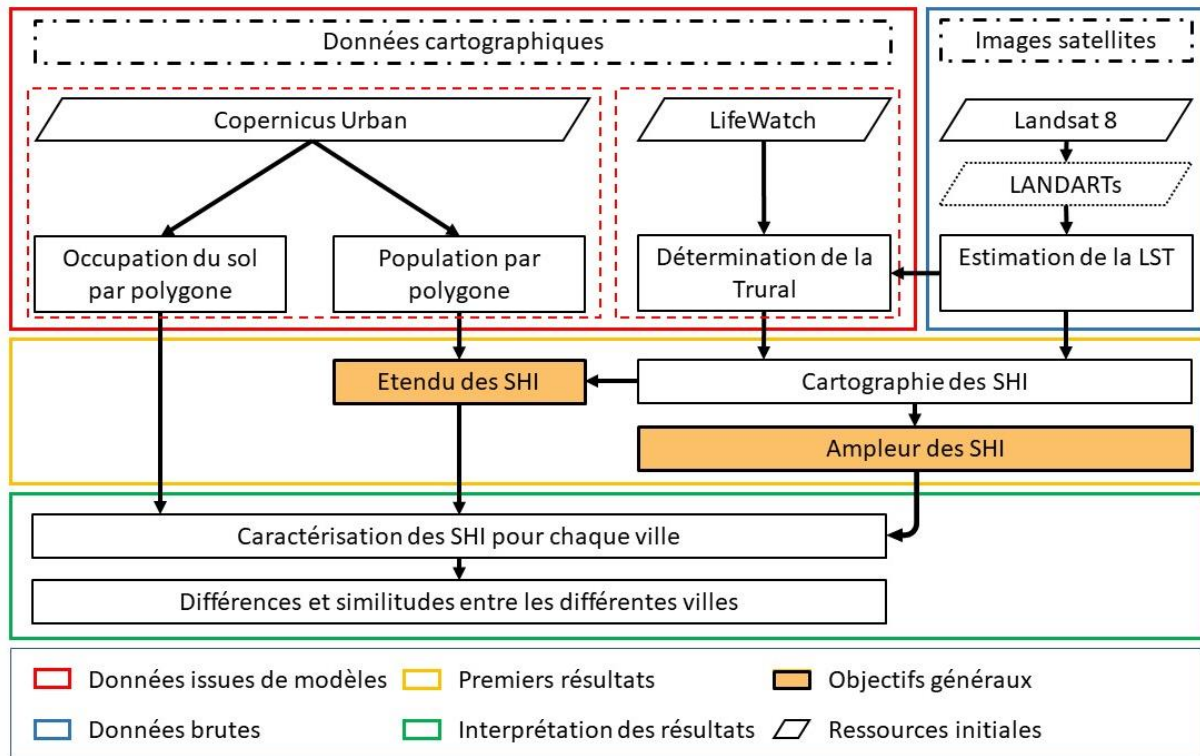 Données cartographiques
Images satellites
Copernicus Urban
LifeWatch
Landsat 8
LANDARTs
Occupation du sol
par polygone
Population par
polygone
Détermination de la
Trural
Estimation de la LST
Etendu des SHI
Cartographie des SHI
Ampleur des SHI
Caractérisation des SHI pour chaque ville
Différences et similitudes entre les différentes villes
Données issues de modèles
Premiers résultats
Objectifs généraux
Données brutes
Interprétation des résultats
Ressources initiales